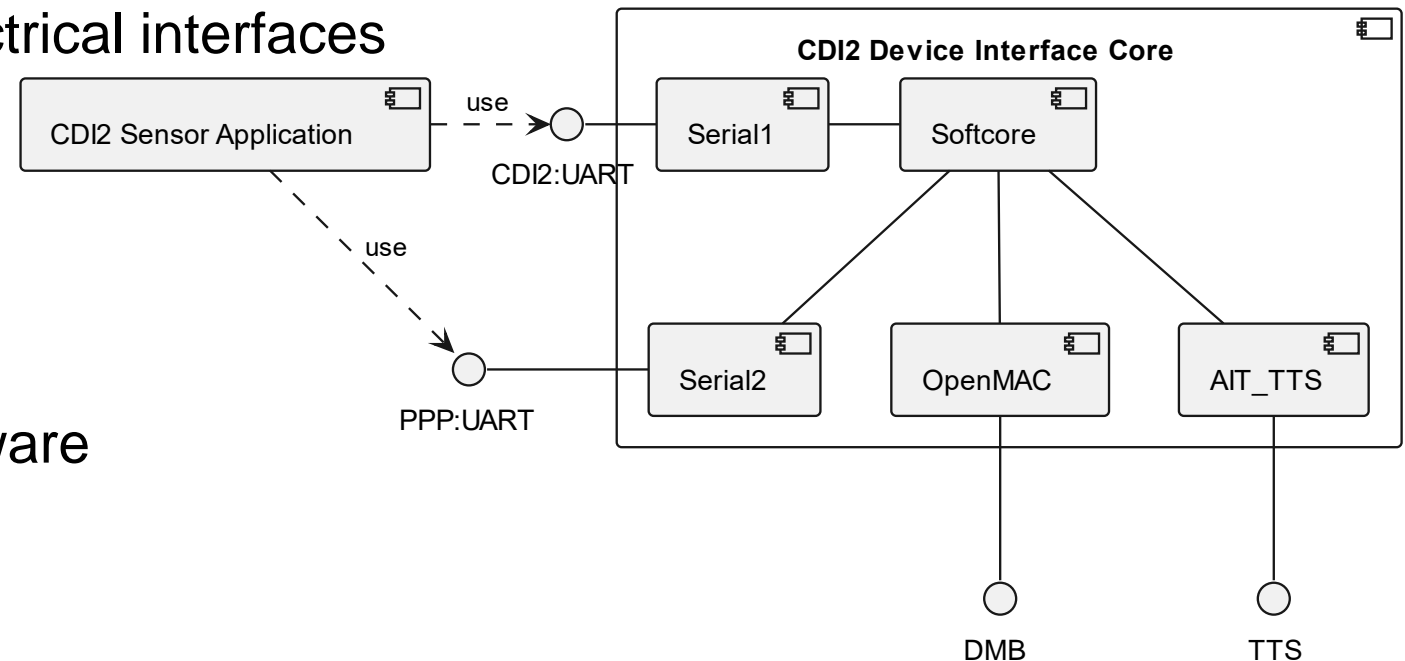 ctrical interfaces
CDI2 Device Interface Core
CDI2 Sensor Application
use
CDI2:UART
Serial1
Softcore
use
PPP:UART
Serial2
OpenMAC
AIT_TTS
ware
DMB
TTS